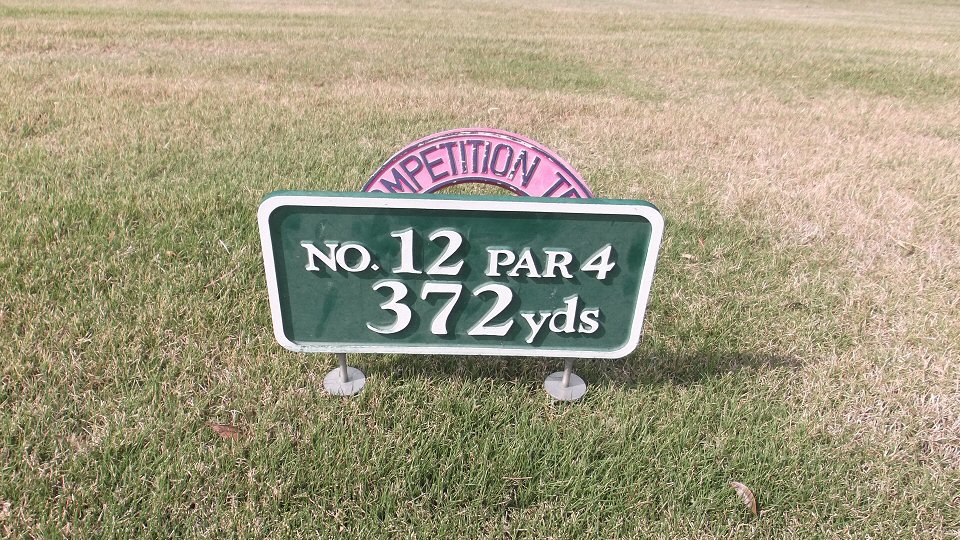 MPETITION T
NO. 12 PAR 4
372 yds